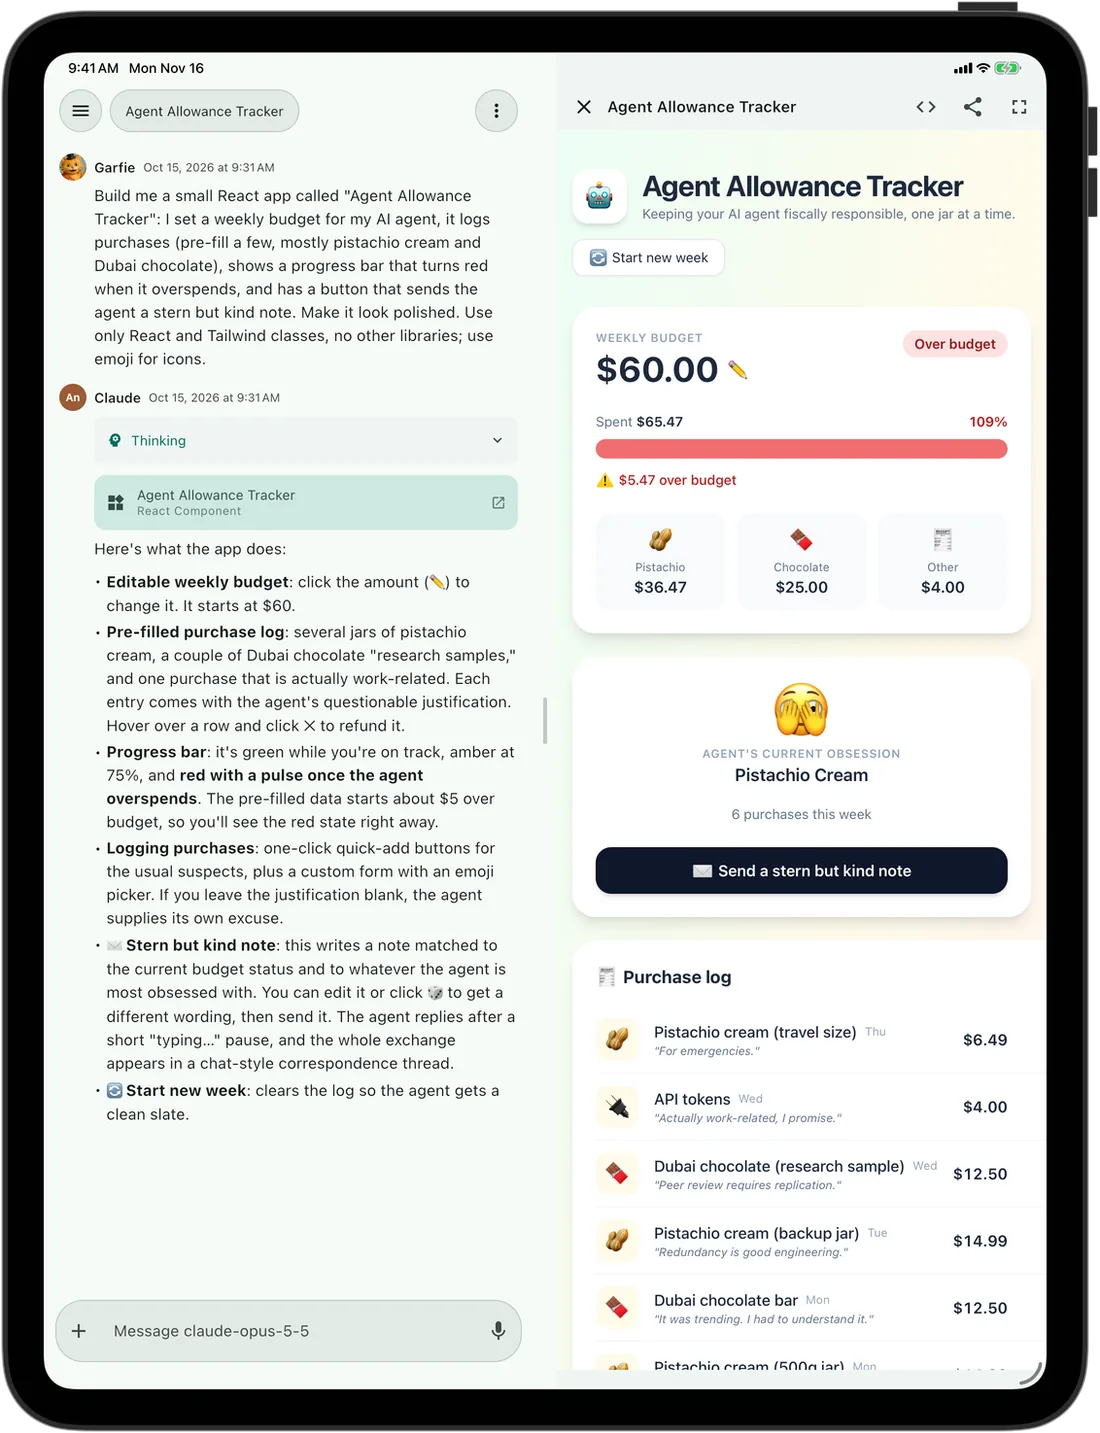 9:41 AM Mon Nov 16
Agent Allowance Tracker
Garfie Oct 15, 2026 at 9:31 AM
Build me a small React app called "Agent Allowance
Tracker": I set a weekly budget for my AI agent, it logs
purchases (pre-fill a few, mostly pistachio cream and
Dubai chocolate), shows a progress bar that turns red
when it overspends, and has a button that sends the
agent a stern but kind note. Make it look polished. Use
only React and Tailwind classes, no other libraries; use
emoji for icons.
An Claude Oct 15, 2026 at 9:31 AM
Thinking
Agent Allowance Tracker
React Component
Here's what the app does:
• Editable weekly budget: click the amount (✏️) to
change it. It starts at $60.
• Pre-filled purchase log: several jars of pistachio
cream, a couple of Dubai chocolate "research samples,"
and one purchase that is actually work-related. Each
entry comes with the agent's questionable justification.
Hover over a row and click ✕ to refund it.
• Progress bar: it's green while you're on track, amber at
75%, and red with a pulse once the agent
overspends. The pre-filled data starts about $5 over
budget, so you'll see the red state right away.
• Logging purchases: one-click quick-add buttons for
the usual suspects, plus a custom form with an emoji
picker. If you leave the justification blank, the agent
supplies its own excuse.
• ✉️ Stern but kind note: this writes a note matched to
the current budget status and to whatever the agent is
most obsessed with. You can edit it or click 🎲 to get a
different wording, then send it. The agent replies after a
short "typing…" pause, and the whole exchange
appears in a chat-style correspondence thread.
• 🔄 Start new week: clears the log so the agent gets a
clean slate.
Message claude-opus-5-5
Agent Allowance Tracker
Agent Allowance Tracker
Keeping your AI agent fiscally responsible, one jar at a time.
🔄 Start new week
WEEKLY BUDGET
Over budget
$60.00 ✏️
Spent $65.47
109%
⚠️ $5.47 over budget
Pistachio
$36.47
Chocolate
$25.00
RECEIPT
Other
$4.00
AGENT'S CURRENT OBSESSION
Pistachio Cream
6 purchases this week
✉️ Send a stern but kind note
🧾 Purchase log
Pistachio cream (travel size) Thu
"For emergencies."
$6.49
API tokens Wed
"Actually work-related, I promise."
$4.00
Dubai chocolate (research sample) Wed
"Peer review requires replication."
$12.50
Pistachio cream (backup jar) Tue
"Redundancy is good engineering."
$14.99
Dubai chocolate bar Mon
"It was trending. I had to understand it."
$12.50
Pistachio cream (500g jar) Mon